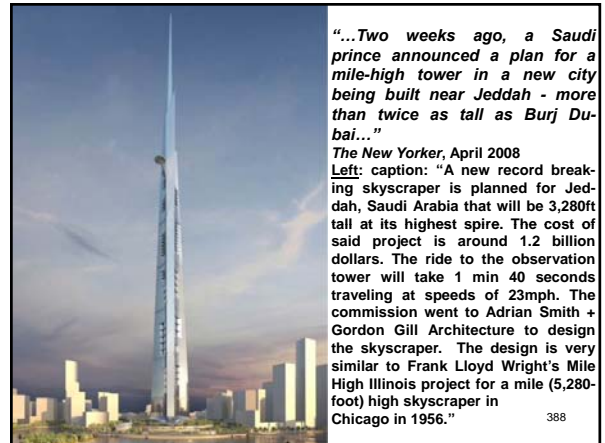 “…Two weeks ago, a Saudi
prince announced a plan for a
mile-high tower in a new city
being built near Jeddah - more
than twice as tall as Burj Du-
bai…”
The New Yorker, April 2008
Left: caption: “A new record break-
ing skyscraper is planned for Jed-
dah, Saudi Arabia that will be 3,280ft
tall at its highest spire. The cost of
said project is around 1.2 billion
dollars. The ride to the observation
tower will take 1 min 40 seconds
traveling at speeds of 23mph. The
commission went to Adrian Smith +
Gordon Gill Architecture to design
the skyscraper. The design is very
similar to Frank Lloyd Wright’s Mile
High Illinois project for a mile (5,280-
foot) high skyscraper in
Chicago in 1956.”
388